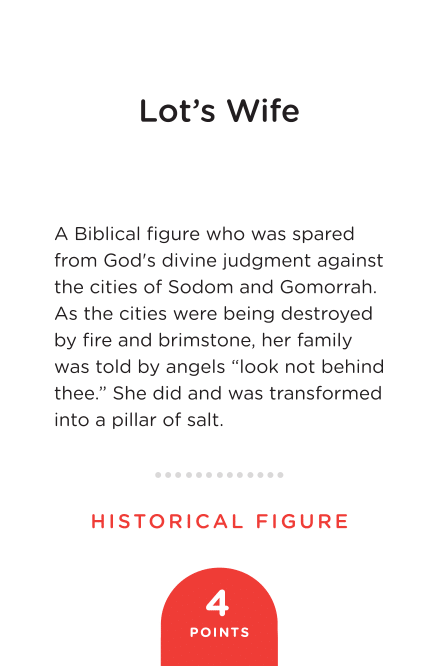 Lot’s Wife
A Biblical figure who was spared
from God's divine judgment against
the cities of Sodom and Gomorrah.
As the cities were being destroyed
by fire and brimstone, her family
was told by angels “look not behind
thee.” She did and was transformed
into a pillar of salt.
HISTORICAL FIGURE
4
POINTS